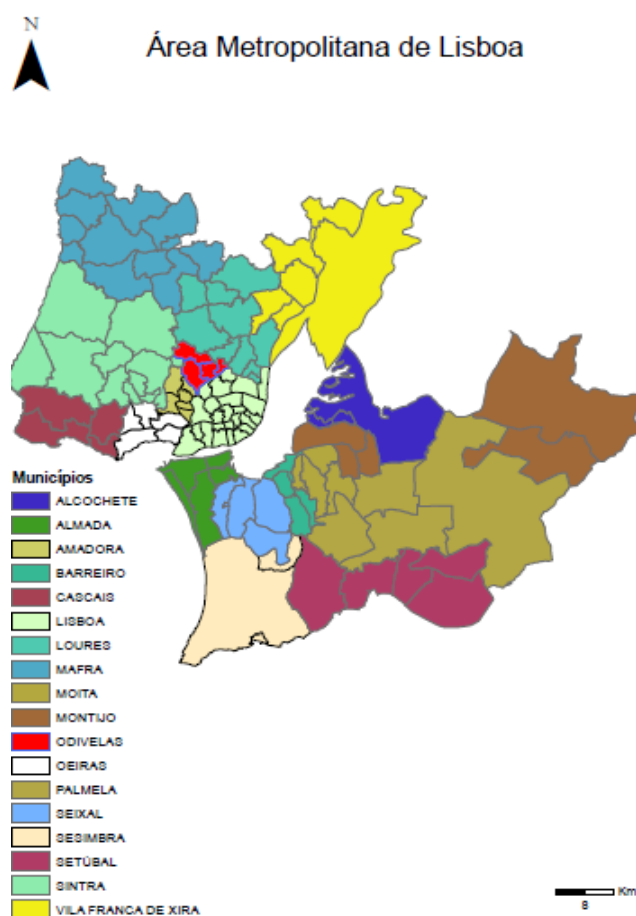 N
Área Metropolitana de Lisboa
Municípios
ALCOCHETE
ALMADA
AMADORA
BARREIRO
CASCAIS
LISBOA
LOURES
MAFRA
MOITA
MONTIJO
ODIVELAS
OEIRAS
PALMELA
SEIXAL
SESIMBRA
SETÚBAL
SINTRA
VILA FRANCA DE XIRA
Km
8